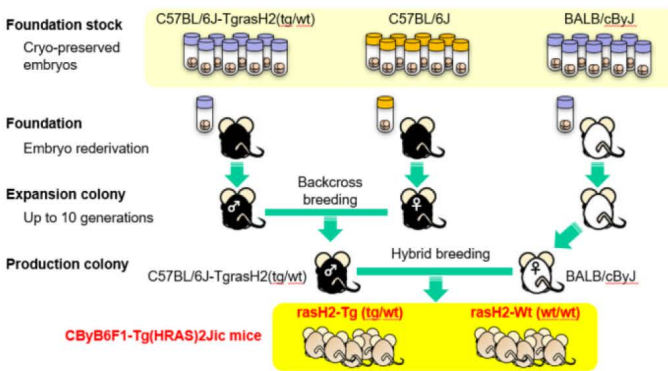 Foundation stock
Cryo-preserved
embryos
C57BL/6J-TgrasH2(tg/wt)
C57BL/6J
BALB/cByJ
Foundation
Embryo rederivation
Expansion colony
Up to 10 generations
♂
Backcross
breeding
♀
Production colony
C57BL/6J-TgrasH2(tg/wt)
♂
Hybrid breeding
♀
BALB/cByJ
CByB6F1-Tg(HRAS)2Jic mice
rasH2-Tg (tg/wt)
rasH2-Wt (wt/wt)